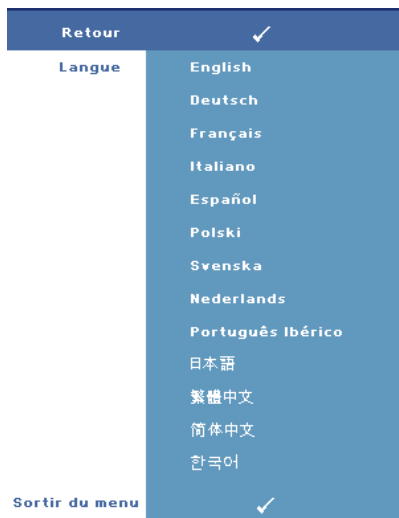 Retour ✓
Langue English
Deutsch
Français
Italiano
Español
Polski
Svenska
Nederlands
Português Ibérico
日本語
繁體中文
简体中文
한국어
Sortir du menu ✓